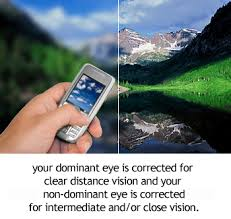 your dominant eye is corrected for
clear distance vision and your
non-dominant eye is corrected
for intermediate and/or close vision.